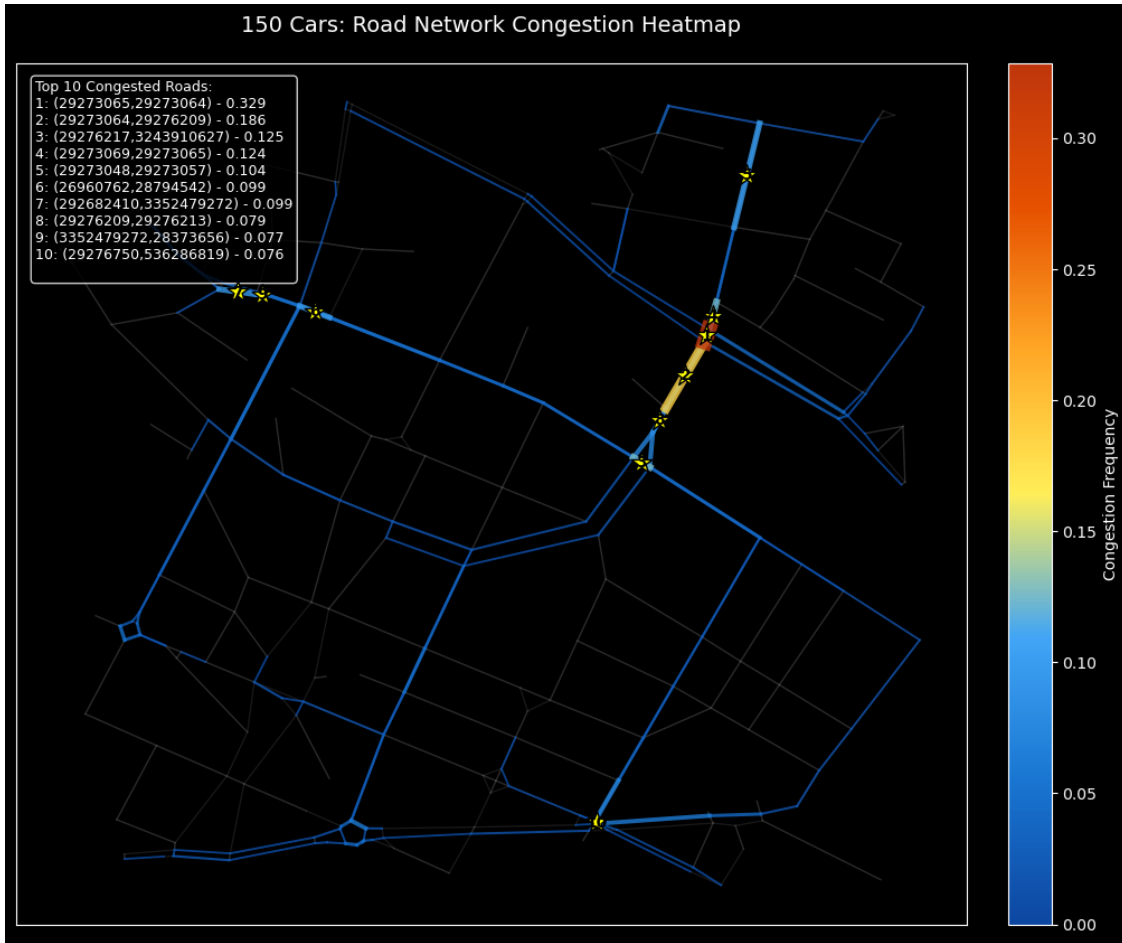 150 Cars: Road Network Congestion Heatmap
Top 10 Congested Roads:
1: (29273065,29273064) - 0.329
2: (29273064,29276209) - 0.186
3: (29276217,3243910627) - 0.125
4: (29273069,29273065) - 0.124
5: (29273048,29273057) - 0.104
6: (26960762,28794542) - 0.099
7: (292682410,3352479272) - 0.099
8: (29276209,29276213) - 0.079
9: (3352479272,28373656) - 0.077
10: (29276750,536286819) - 0.076
0.30
0.25
0.20
0.15
0.10
0.05
0.00
Congestion Frequency